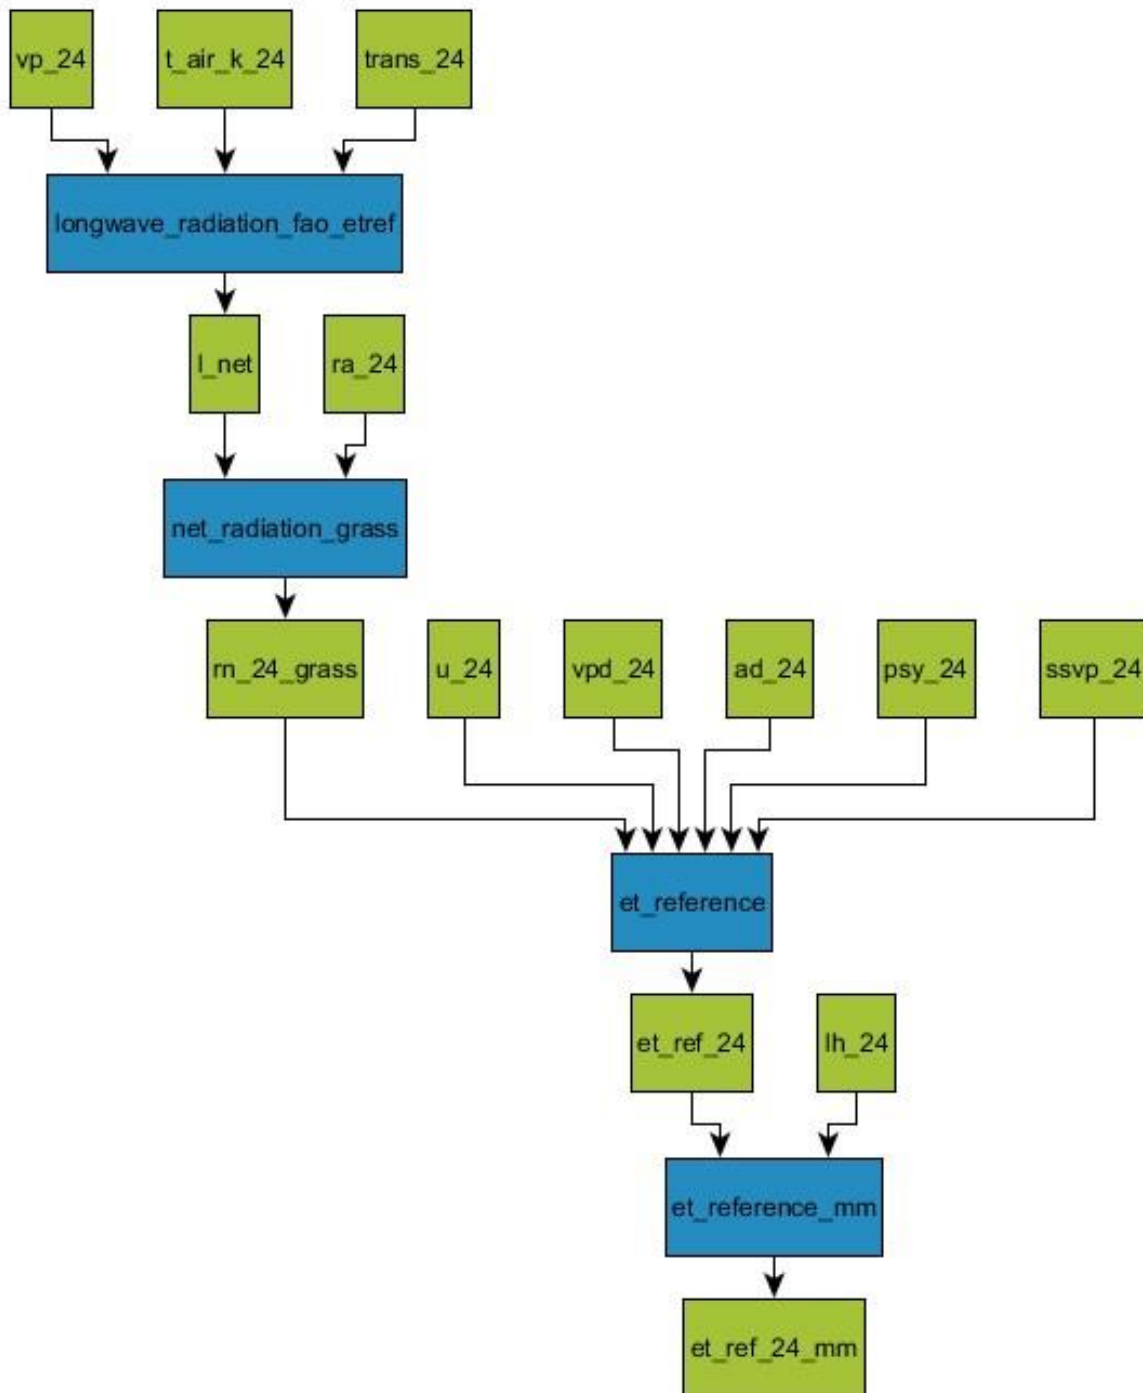 vp_24
t_air_k_24
trans_24
longwave_radiation_fao_etref
l_net
ra_24
net_radiation_grass
rn_24_grass
u_24
vpd_24
ad_24
psy_24
ssvp_24
et_reference
et_ref_24
lh_24
et_reference_mm
et_ref_24_mm